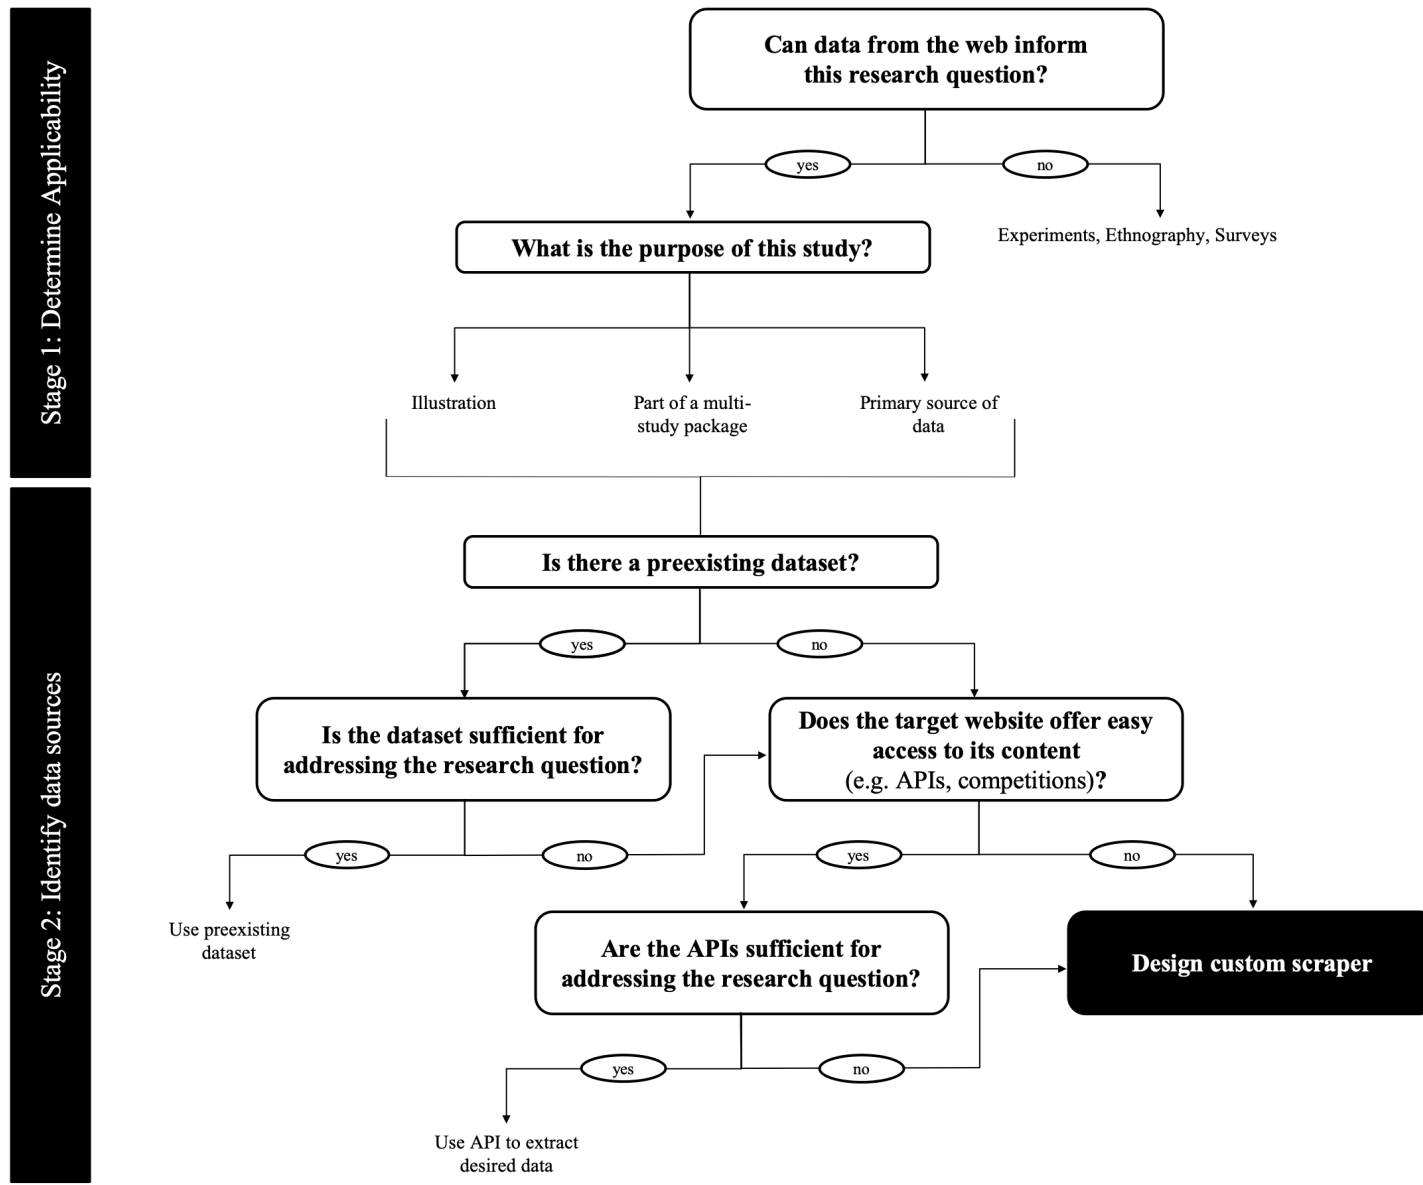 Stage 1: Determine Applicability
Can data from the web inform
this research question?
yes
no
What is the purpose of this study?
Experiments, Ethnography, Surveys
Illustration
Part of a multi-
study package
Primary source of
data
Stage 2: Identify data sources
Is there a preexisting dataset?
yes
no
Is the dataset sufficient for
addressing the research question?
Does the target website offer easy
access to its content
(e.g. APIs, competitions)?
yes
no
yes
no
Use preexisting
dataset
Are the APIs sufficient for
addressing the research question?
Design custom scraper
yes
no
Use API to extract
desired data